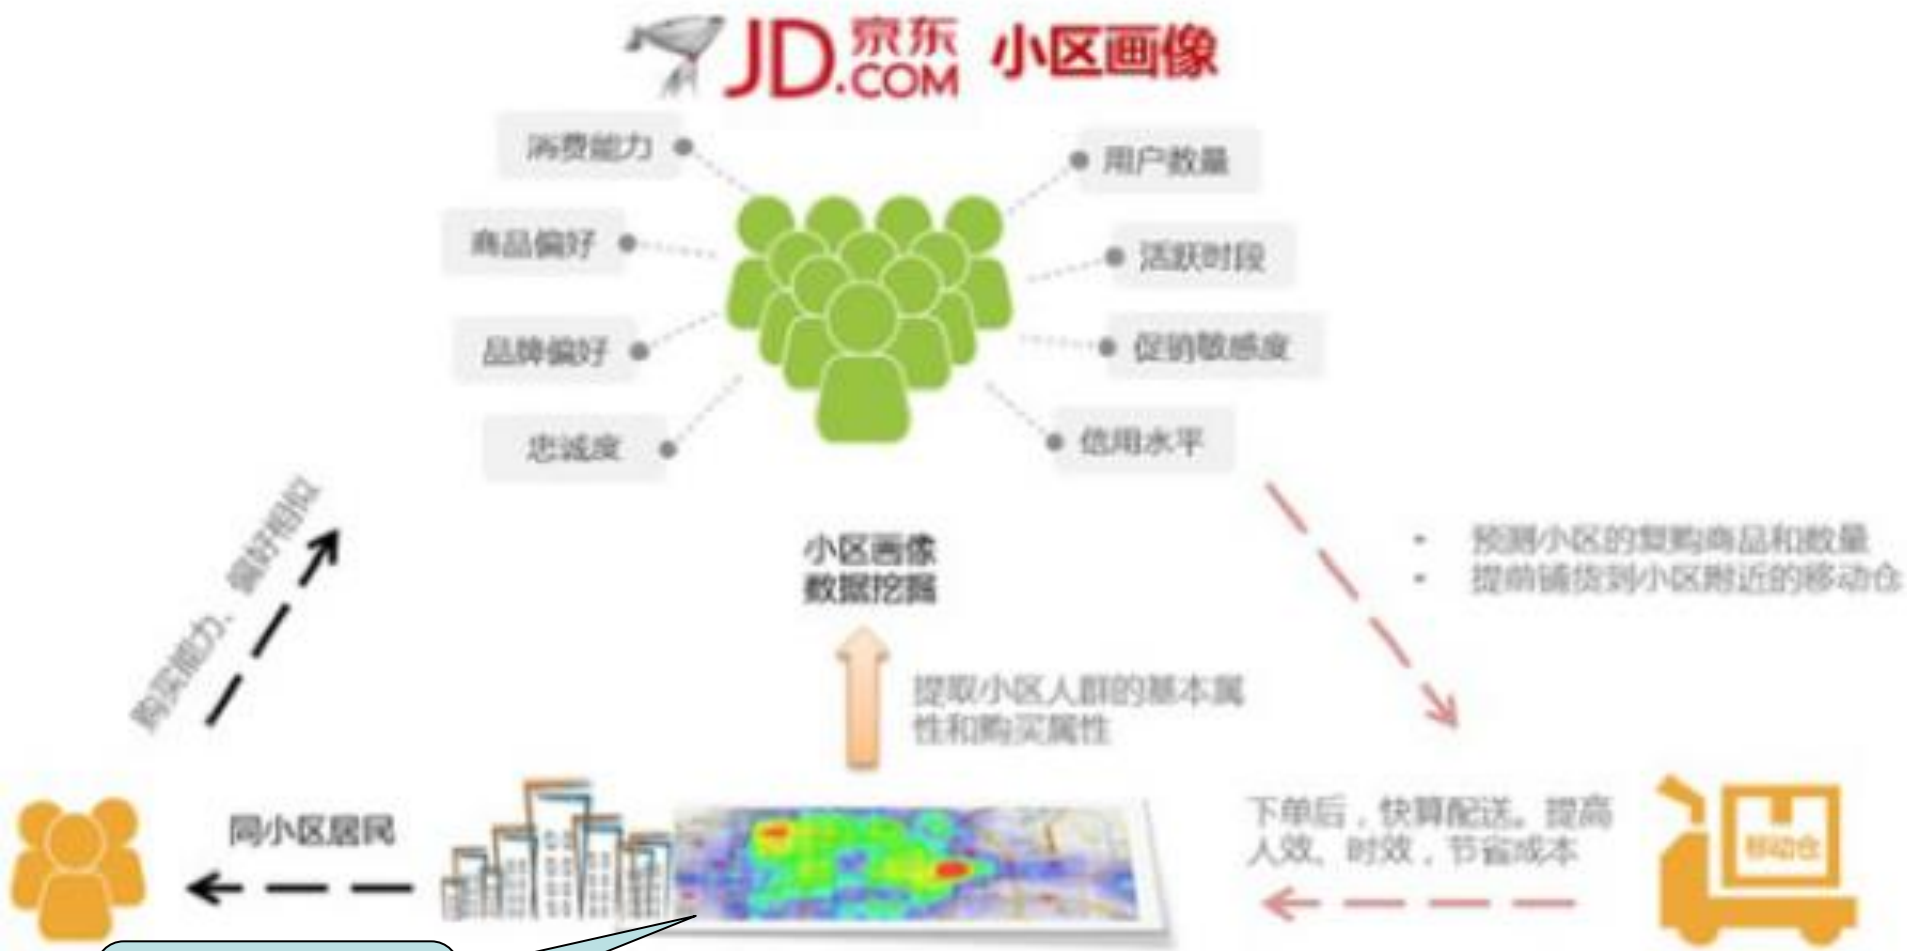 JD.COM 京东 小区画像
消费能力
用户数量
商品偏好
活跃时段
品牌偏好
促销敏感度
忠诚度
信用水平
购买能力、偏好相似
小区画像
数据挖掘
预测小区的复购商品和数量
提前铺货到小区附近的移动仓
提取小区人群的基本属
性和购买属性
同小区居民
下单后，快算配送。提高
人效、时效，节省成本
移动仓